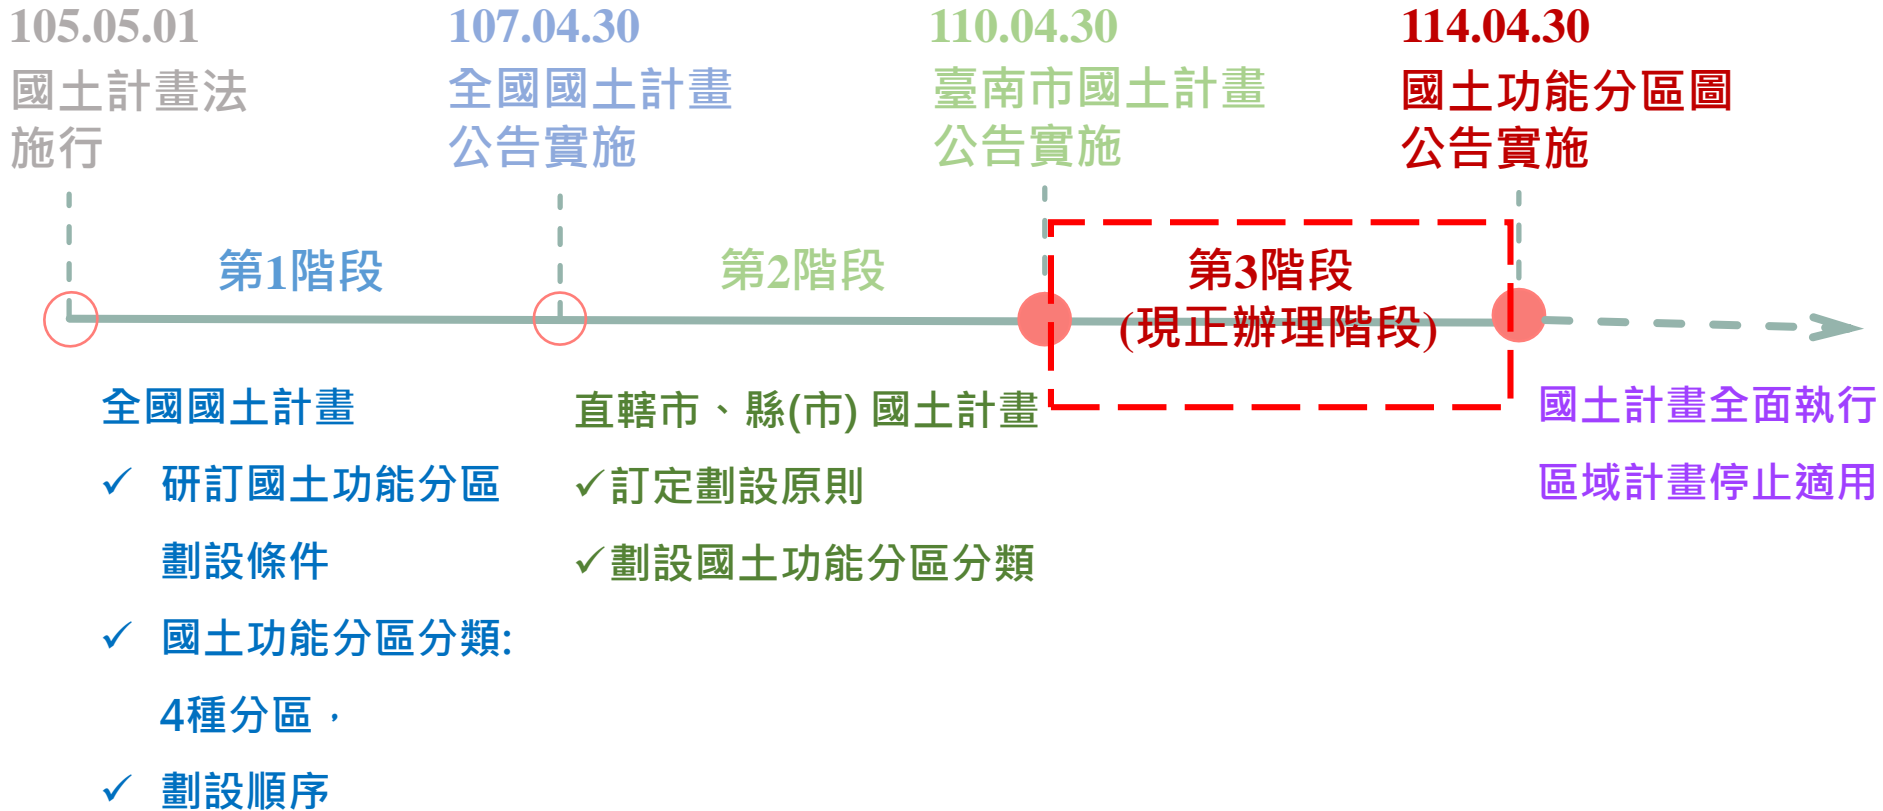 105.05.01
國土計畫法
施行
107.04.30
全國國土計畫
公告實施
110.04.30
臺南市國土計畫
公告實施
114.04.30
國土功能分區圖
公告實施
第1階段
第2階段
第3階段
(現正辦理階段)
全國國土計畫
✓ 研訂國土功能分區
劃設條件
✓ 國土功能分區分類:
4種分區，
✓ 劃設順序
直轄市、縣(市) 國土計畫
✓訂定劃設原則
✓劃設國土功能分區分類
國土計畫全面執行
區域計畫停止適用